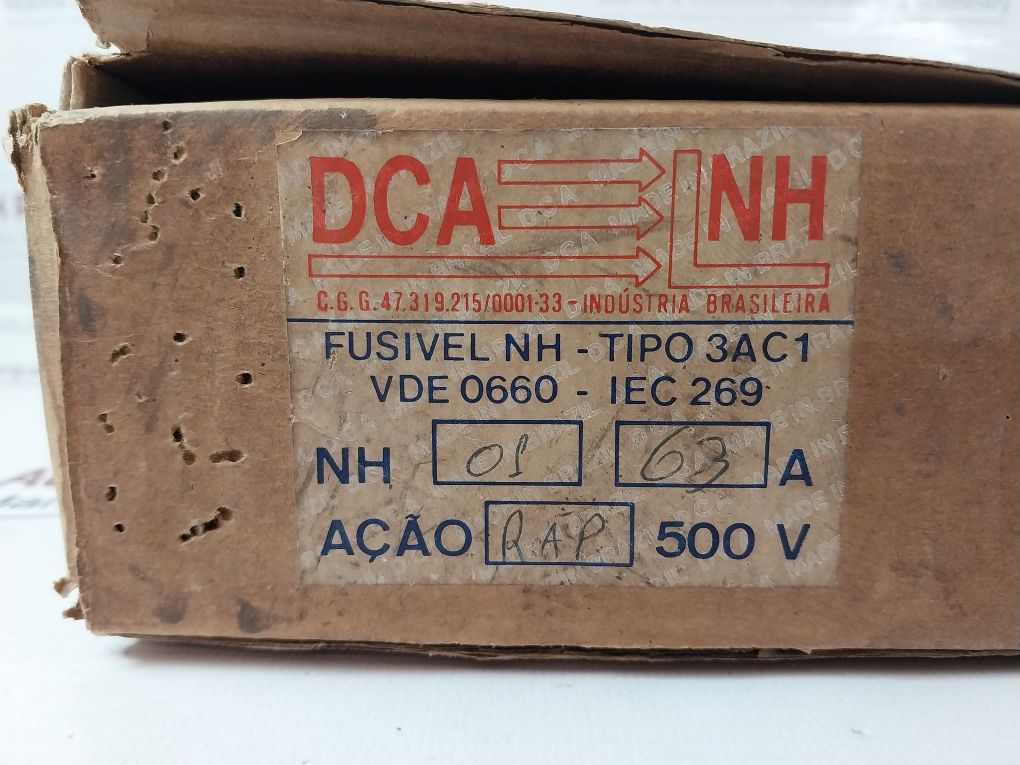 DCA NH
C.G.G.47.319.215/0001-33-INDÚSTRIA BRASILEIRA
FUSIVEL NH - TIPO 3AC1
VDE 0660 - IEC 269
NH 01 63 A
AÇÃO RAP. 500 V